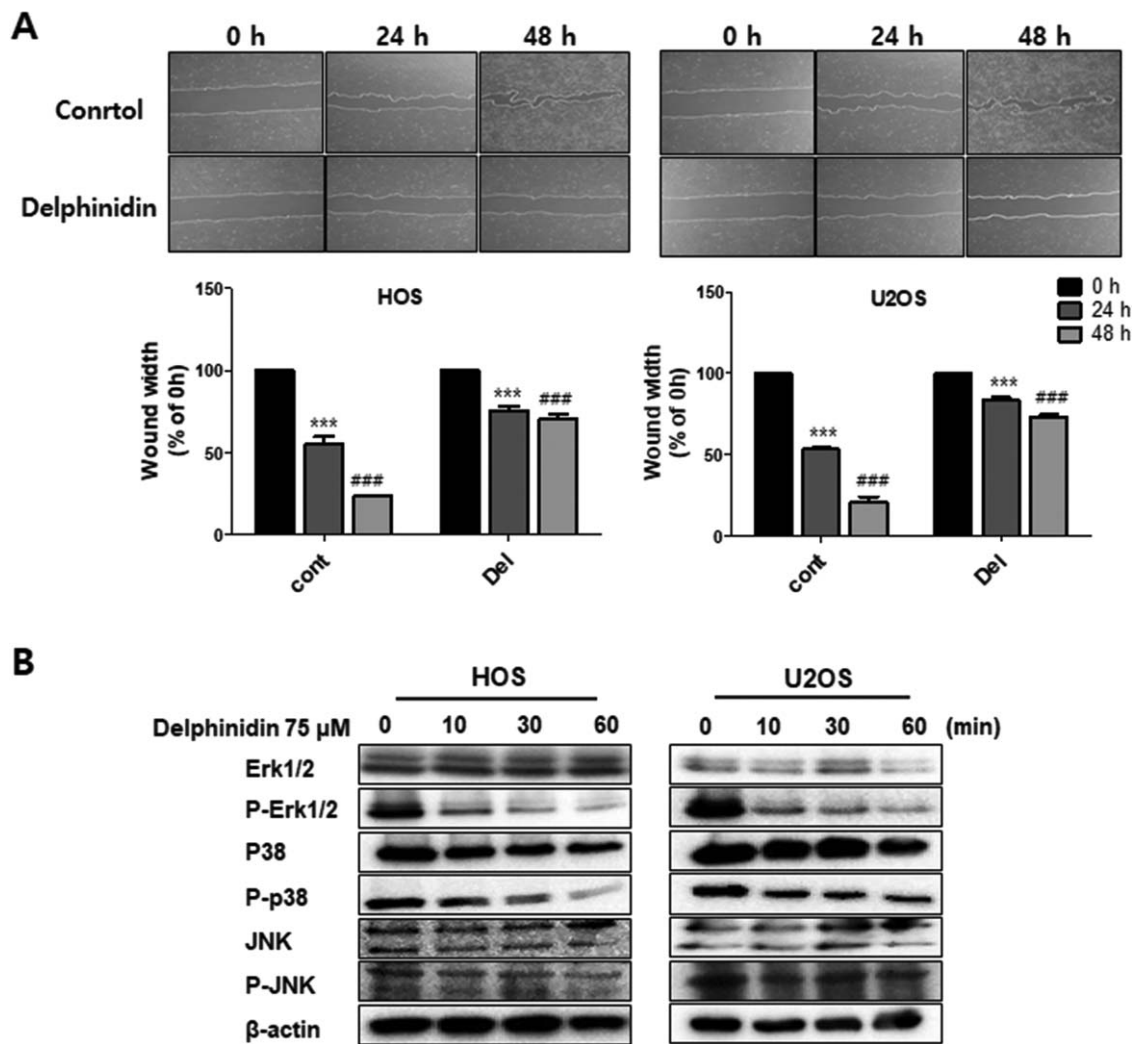 A
0 h 24 h 48 h 0 h 24 h 48 h
Conrtol
Delphinidin
HOS
Wound width
(% of 0h)
150
100
50
0
***
###
***
###
cont Del
U2OS
Wound width
(% of 0h)
150
100
50
0
***
###
***
###
cont Del
0 h
24 h
48 h
B
HOS U2OS
Delphinidin 75 μM 0 10 30 60 0 10 30 60 (min)
Erk1/2
P-Erk1/2
P38
P-p38
JNK
P-JNK
β-actin